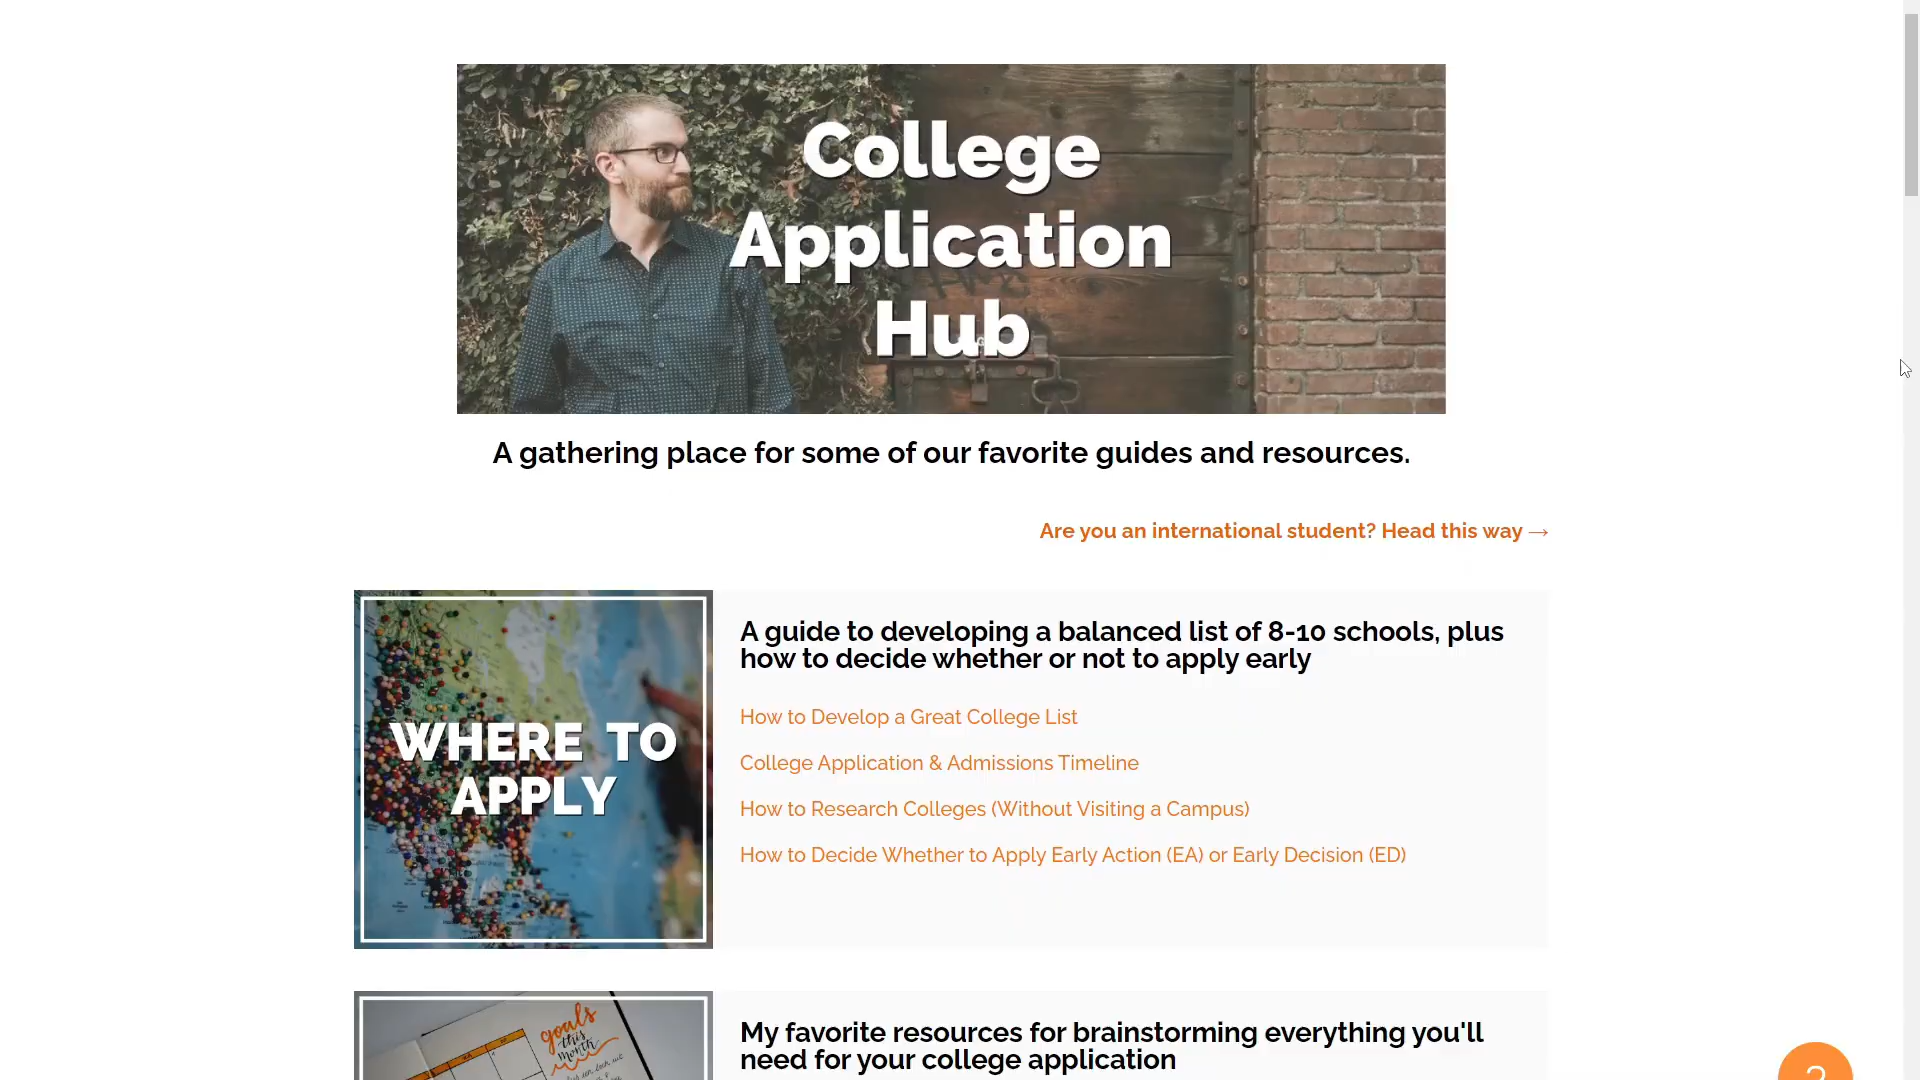 College
Application
Hub
A gathering place for some of our favorite guides and resources.
Are you an international student? Head this way →
WHERE TO
APPLY
A guide to developing a balanced list of 8-10 schools, plus
how to decide whether or not to apply early
How to Develop a Great College List
College Application & Admissions Timeline
How to Research Colleges (Without Visiting a Campus)
How to Decide Whether to Apply Early Action (EA) or Early Decision (ED)
goals
this
month
My favorite resources for brainstorming everything you'll
need for your college application
?